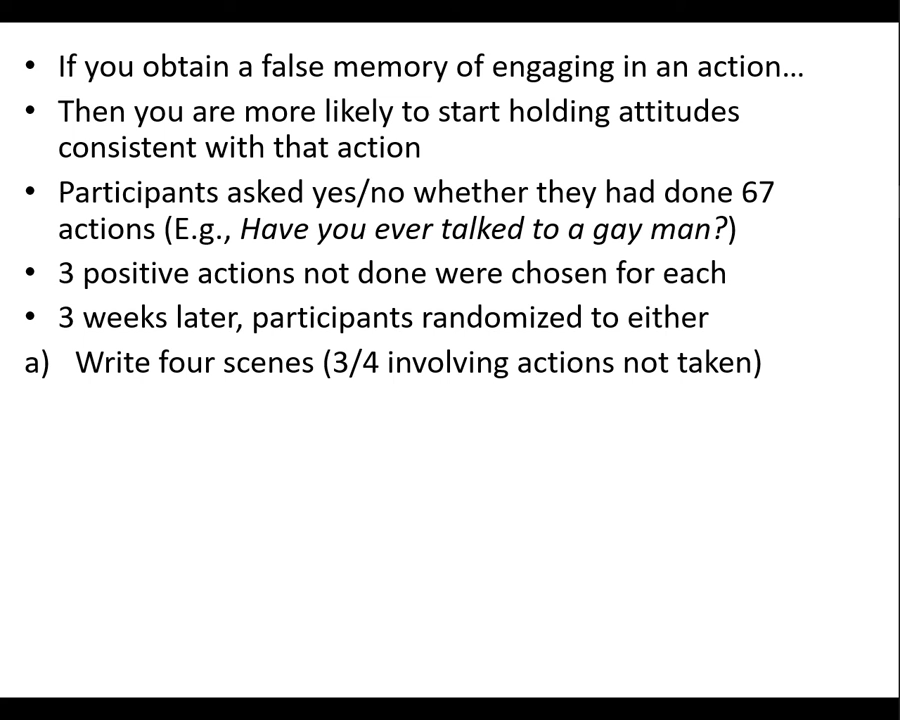 • If you obtain a false memory of engaging in an action…
• Then you are more likely to start holding attitudes
consistent with that action
• Participants asked yes/no whether they had done 67
actions (E.g., Have you ever talked to a gay man?)
• 3 positive actions not done were chosen for each
• 3 weeks later, participants randomized to either
a) Write four scenes (3/4 involving actions not taken)